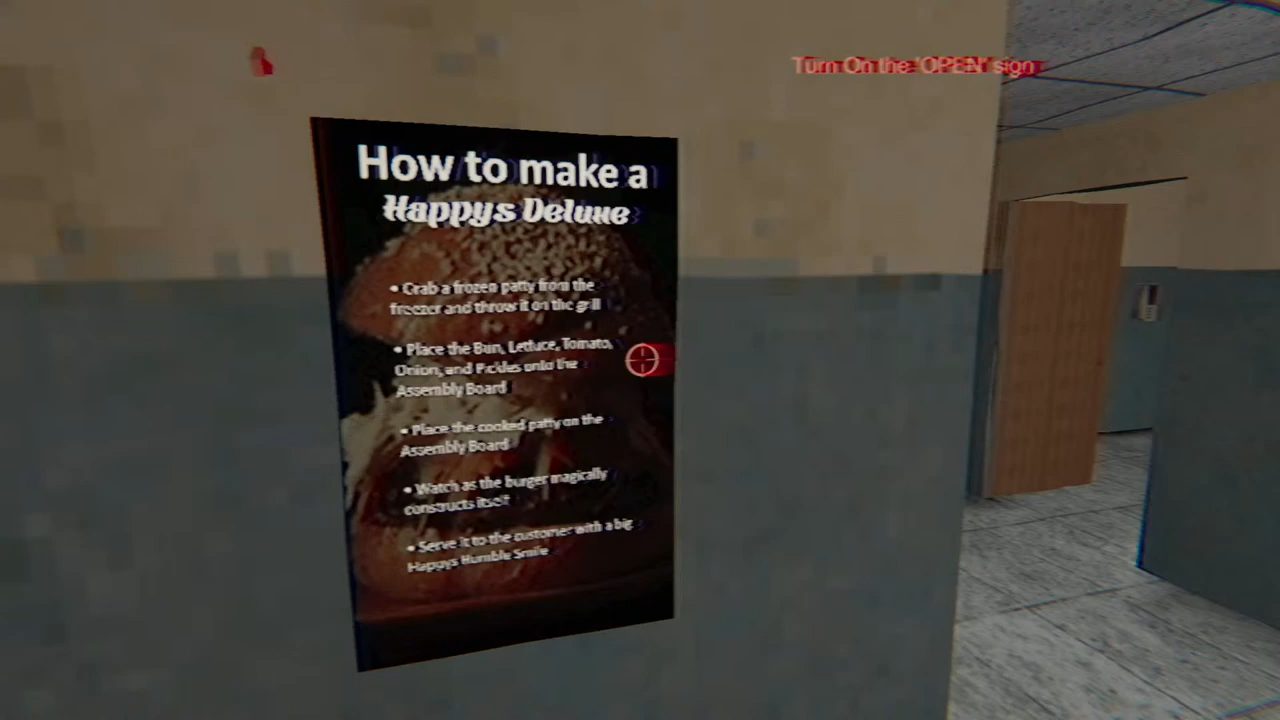 Turn On the 'OPEN' sign
How to make a
Happys Deluxe
• Grab a frozen patty from the
freezer and throw it on the grill
• Place the Bun, Lettuce, Tomato,
Onion, and Pickles onto the
Assembly Board
• Place the cooked patty on the
Assembly Board
• Watch as the burger magically
constructs itself
• Serve it to the customer with a big
Happys Humble Smile